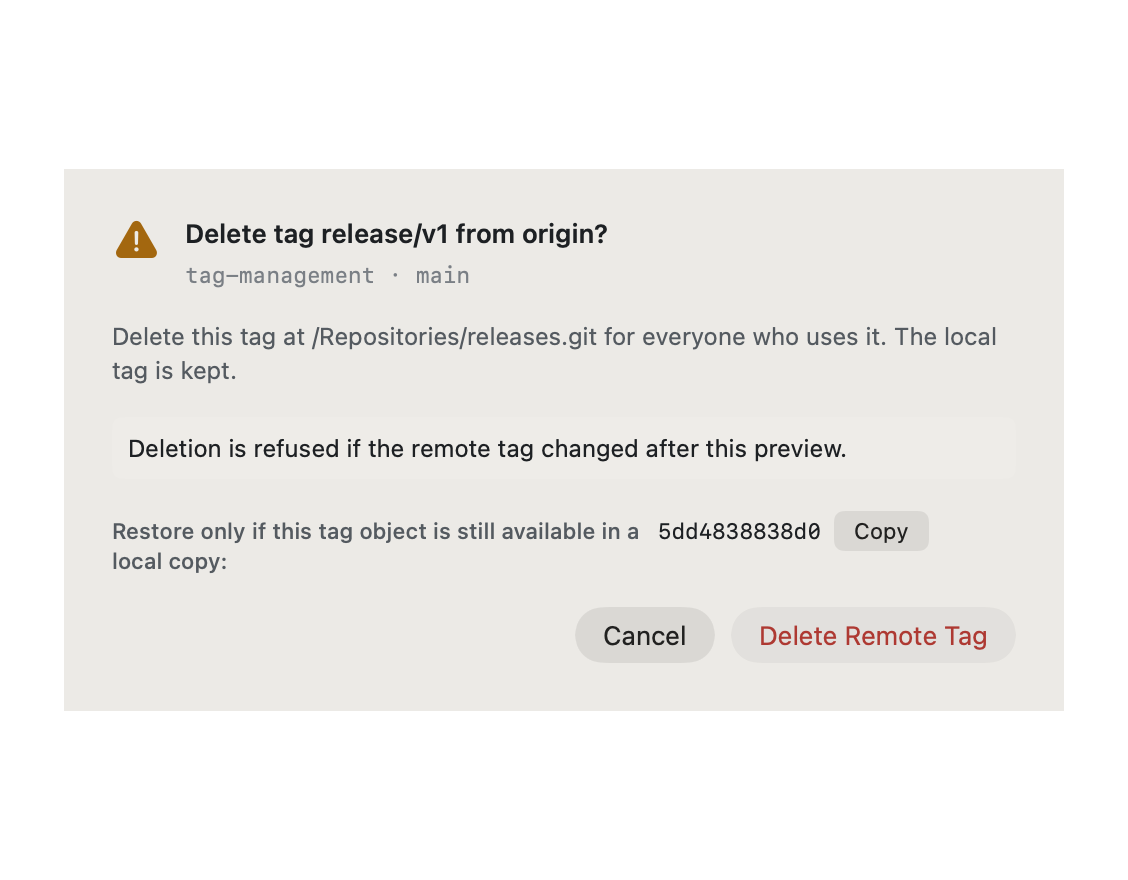 Delete tag release/v1 from origin?
tag-management · main
Delete this tag at /Repositories/releases.git for everyone who uses it. The local
tag is kept.
Deletion is refused if the remote tag changed after this preview.
Restore only if this tag object is still available in a
local copy:
5dd4838838d0
Copy
Cancel
Delete Remote Tag